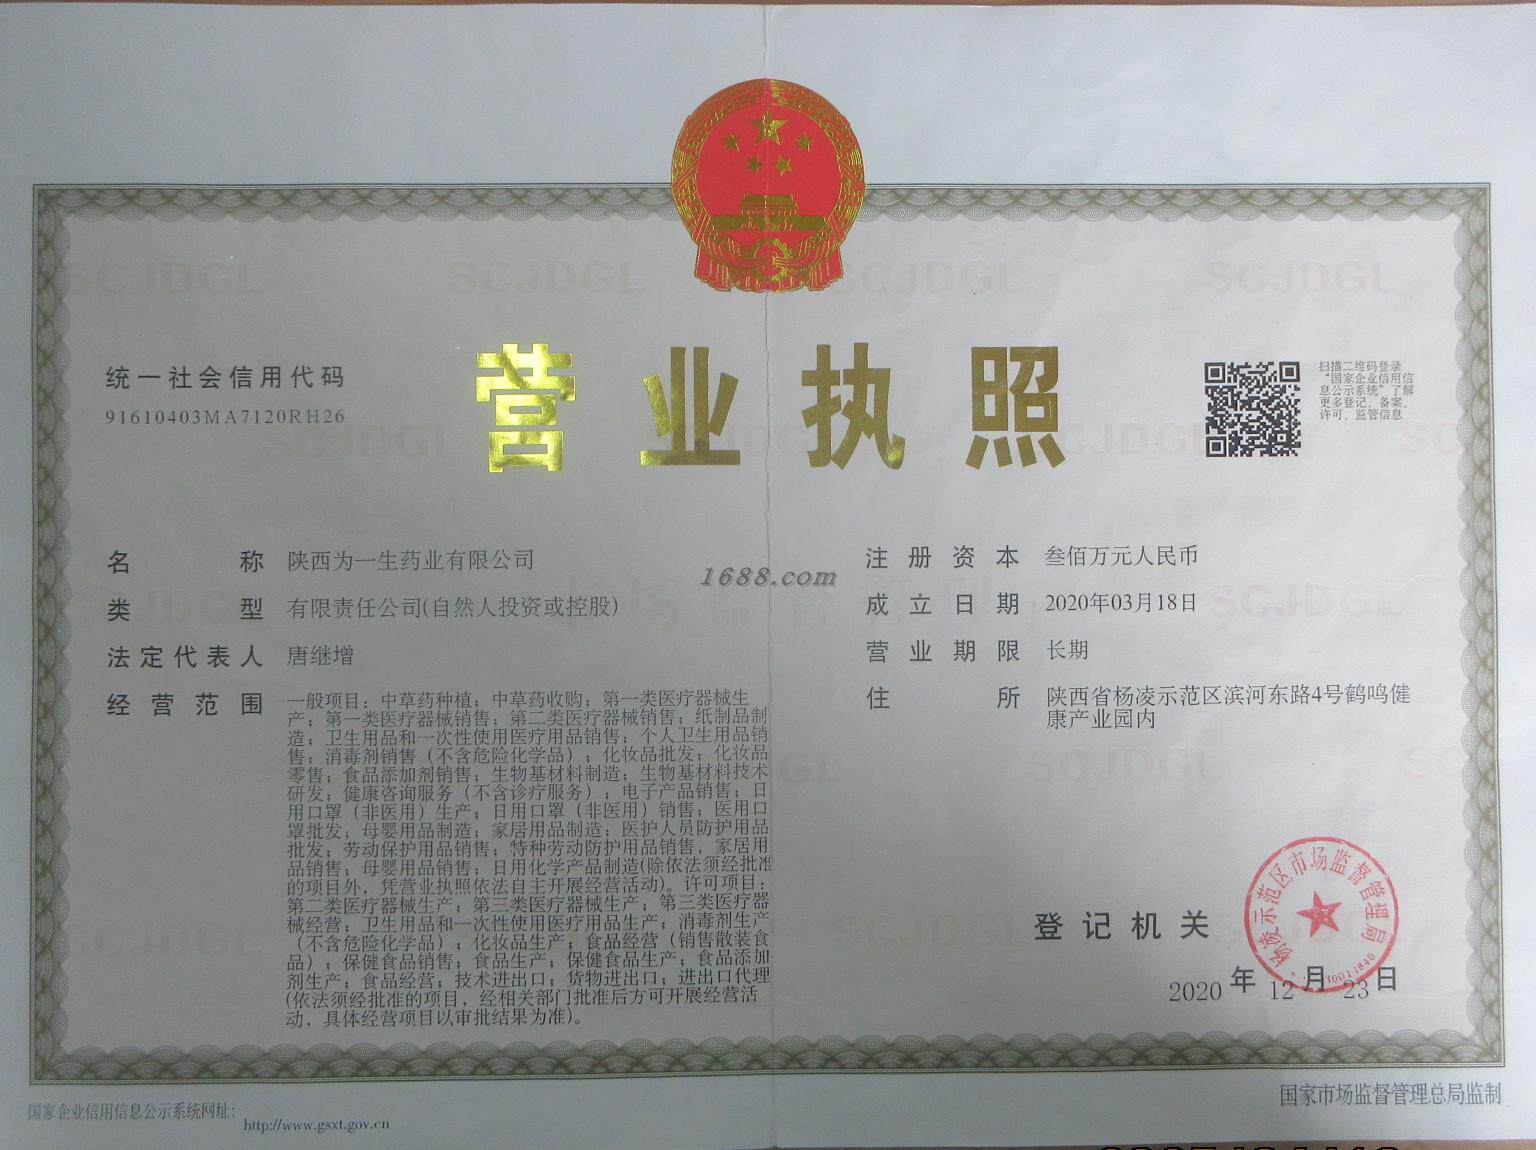 营业执照
统一社会信用代码
91610403MA7120RH26
扫描二维码登录
“国家企业信用信
息公示系统”了解
更多登记、备案、
许可、监管信息
名称 陕西为一生药业有限公司
类型 有限责任公司(自然人投资或控股)
法定代表人 唐继增
经营范围 一般项目：中草药种植；中草药收购；第一类医疗器械生
产；第一类医疗器械销售；第二类医疗器械销售；纸制品制
造；卫生用品和一次性使用医疗用品销售；个人卫生用品销
售；消毒剂销售（不含危险化学品）；化妆品批发；化妆品
零售；食品添加剂销售；生物基材料制造；生物基材料技术
研发；健康咨询服务（不含诊疗服务）；电子产品销售；日
用口罩（非医用）生产；日用口罩（非医用）销售；医用口
罩批发；母婴用品制造；家居用品制造；医护人员防护用品
批发；劳动保护用品销售；特种劳动防护用品销售，家居用
品销售；母婴用品销售；日用化学产品制造(除依法须经批准
的项目外，凭营业执照依法自主开展经营活动)。许可项目：
第二类医疗器械生产；第三类医疗器械生产；第三类医疗器
械经营；卫生用品和一次性使用医疗用品生产；消毒剂生产
（不含危险化学品）；化妆品生产；食品经营（销售散装食
品）；保健食品销售；食品生产；保健食品生产；食品添加
剂生产；食品经营；技术进出口；货物进出口；进出口代理
(依法须经批准的项目，经相关部门批准后方可开展经营活
动，具体经营项目以审批结果为准)。
注册资本 叁佰万元人民币
成立日期 2020年03月18日
营业期限 长期
住所 陕西省杨凌示范区滨河东路4号鹤鸣健
康产业园内
1688.com
登记机关
杨凌示范区市场监督管理局
2020年12月23日
国家企业信用信息公示系统网址：
http://www.gsxt.gov.cn
国家市场监督管理总局监制